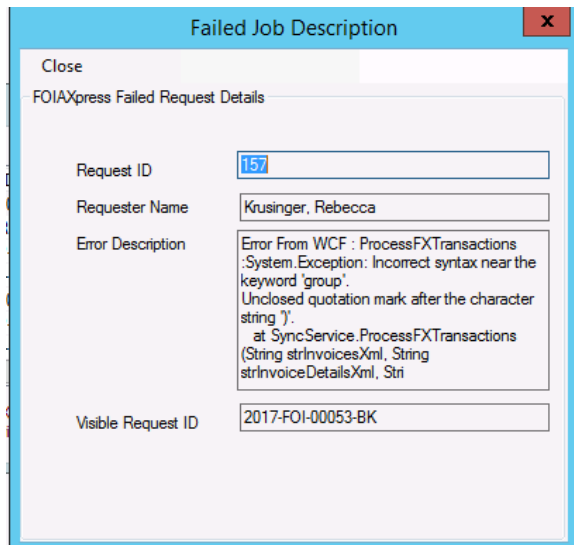 Failed Job Description
x
Close
FOIAXpress Failed Request Details
Request ID
157
Requester Name
Krusinger, Rebecca
Error Description
Error From WCF : ProcessFXTransactions
:System.Exception: Incorrect syntax near the
keyword 'group'.
Unclosed quotation mark after the character
string ')'.
at SyncService.ProcessFXTransactions
(String strInvoicesXml, String
strInvoiceDetailsXml, Stri
Visible Request ID
2017-FOI-00053-BK